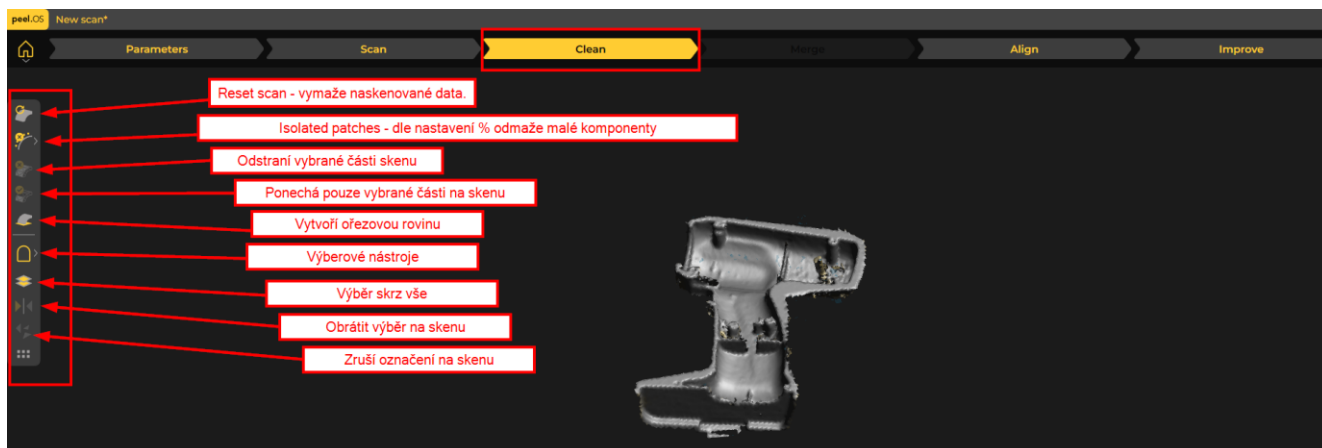 peel.OS New scan*
Parameters Scan Clean Merge Align Improve
Reset scan - vymaže naskenované data.
Isolated patches - dle nastavení % odmaže malé komponenty
Odstraní vybrané části skenu
Ponechá pouze vybrané části na skenu
Vytvoří ořezovou rovinu
Výberové nástroje
Výběr skrz vše
Obrátit výběr na skenu
Zruší označení na skenu